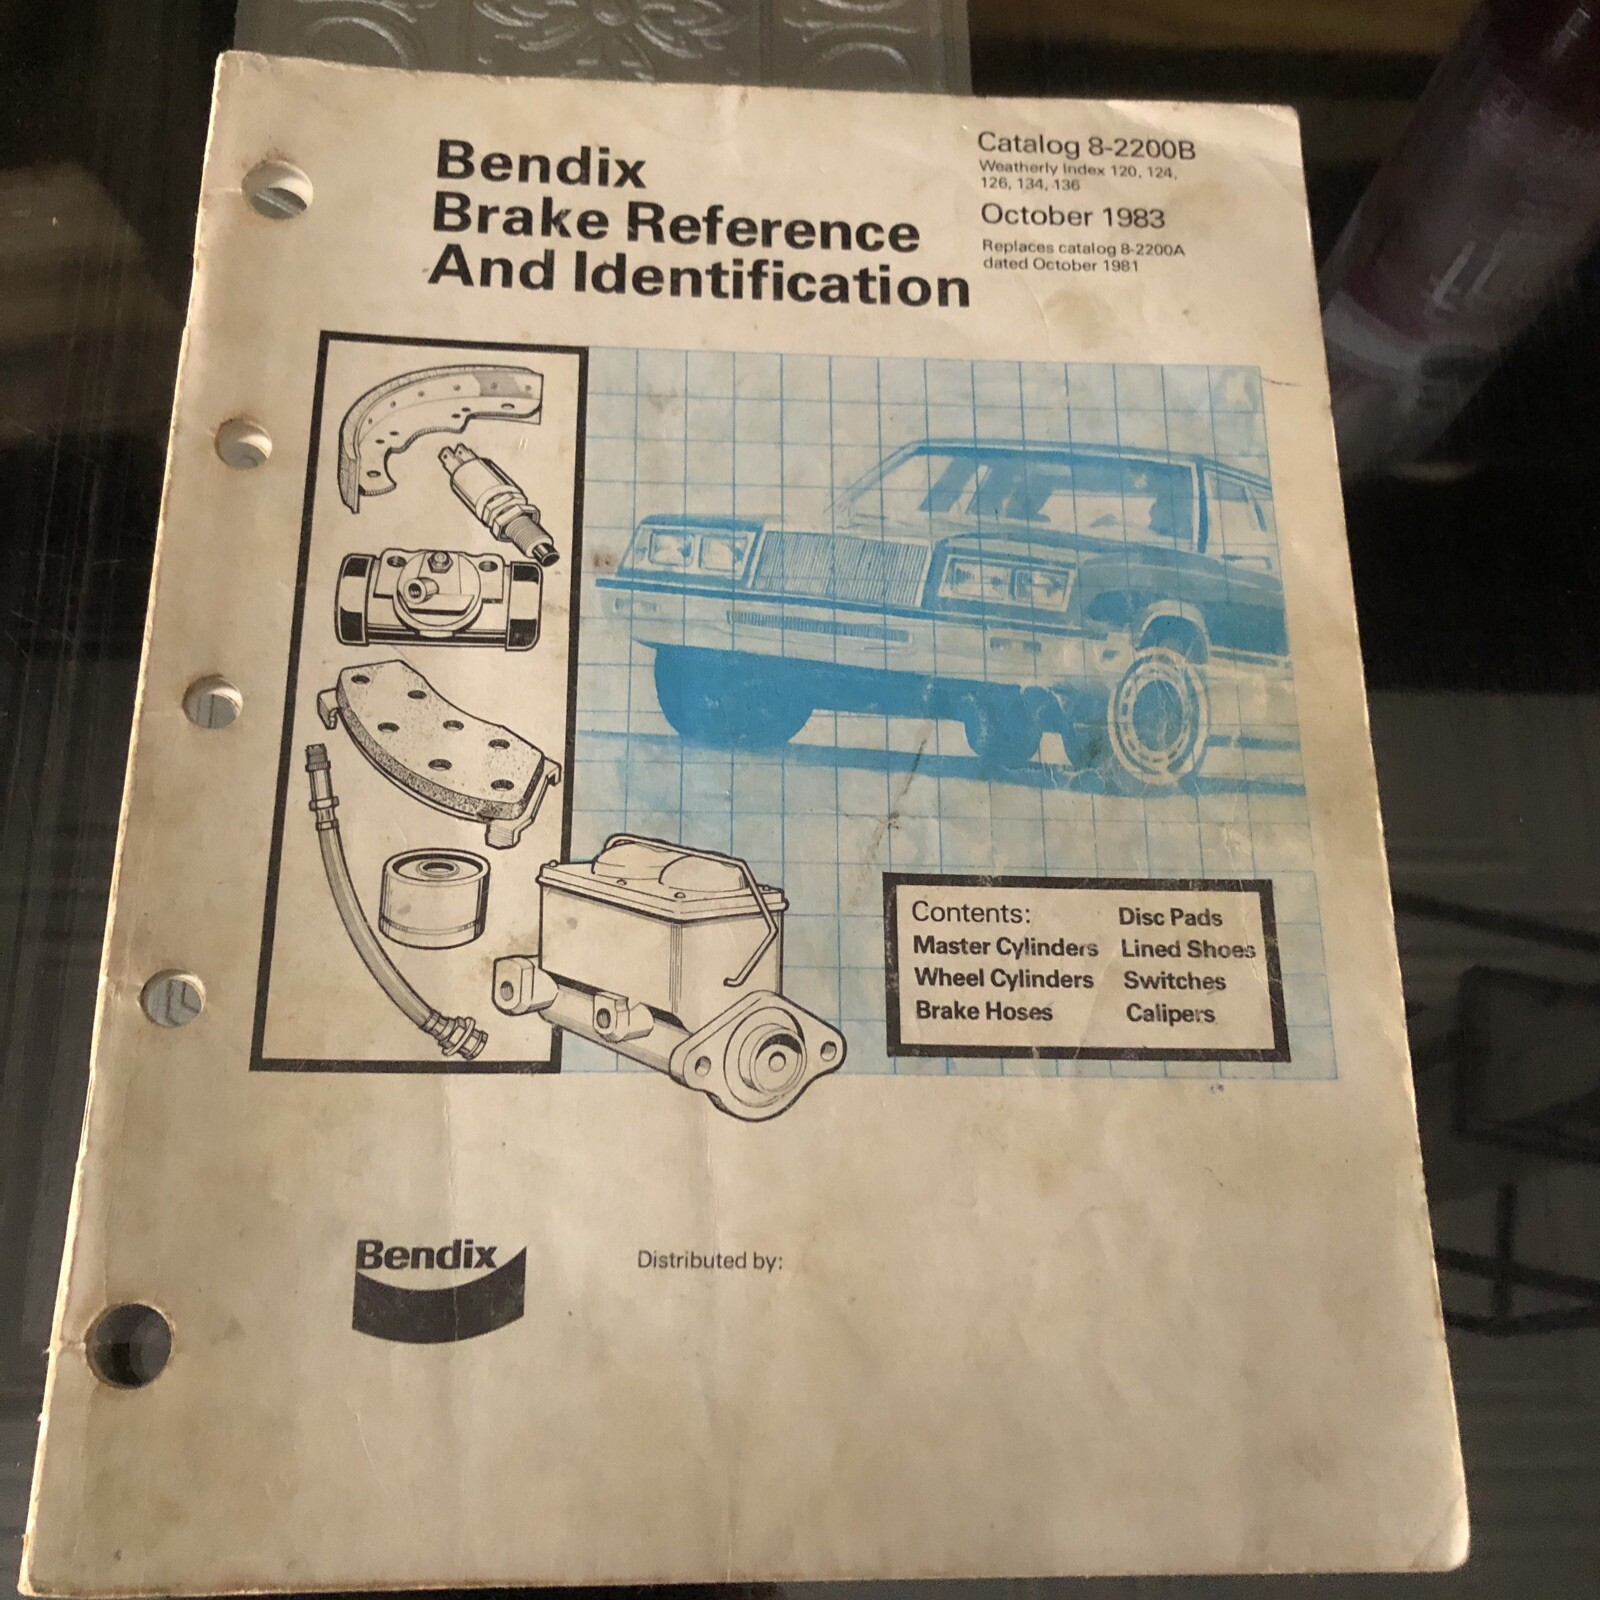 Bendix
Brake Reference
And Identification
Catalog 8-2200B
Weatherly Index 120, 124,
126, 134, 136
October 1983
Replaces catalog 8-2200A
dated October 1981
Contents:
Master Cylinders
Wheel Cylinders
Brake Hoses
Disc Pads
Lined Shoes
Switches
Calipers
Bendix
Distributed by: